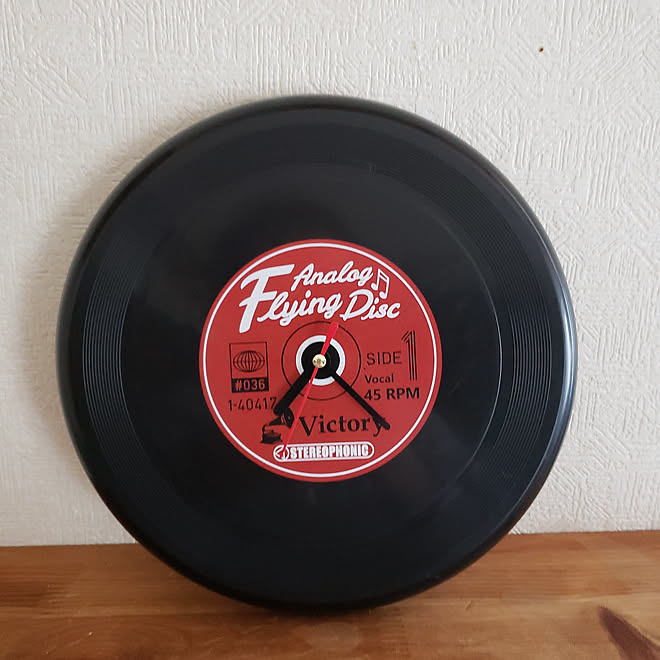 Analog
Flying Disc
SIDE 1
#036
Vocal
1-40417
45 RPM
Victory
STEREOPHONIC